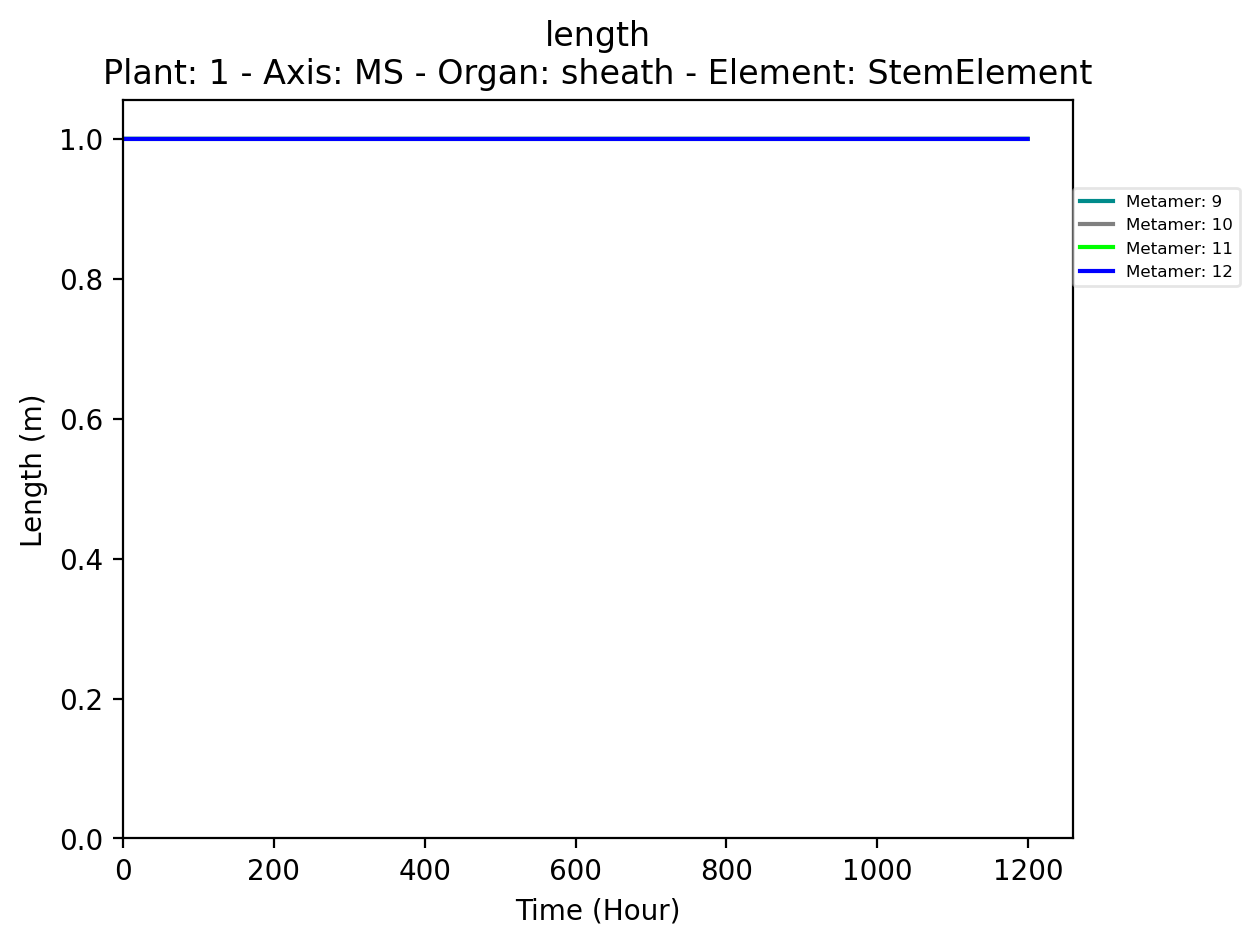 length
Plant: 1 - Axis: MS - Organ: sheath - Element: StemElement
1.0
0.8
0.6
0.4
0.2
0.0
Length (m)
Metamer: 9
Metamer: 10
Metamer: 11
Metamer: 12
0 200 400 600 800 1000 1200
Time (Hour)